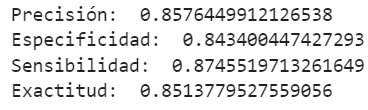 Precisión:  0.8576449912126538
Especificidad:  0.843400447427293
Sensibilidad:  0.8745519713261649
Exactitud:  0.8513779527559056